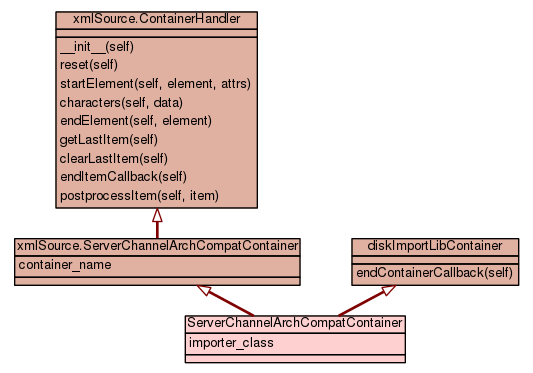 xmlSource.ContainerHandler
__init__(self)
reset(self)
startElement(self, element, attrs)
characters(self, data)
endElement(self, element)
getLastItem(self)
clearLastItem(self)
endItemCallback(self)
postprocessItem(self, item)
xmlSource.ServerChannelArchCompatContainer
container_name
diskImportLibContainer
endContainerCallback(self)
ServerChannelArchCompatContainer
importer_class